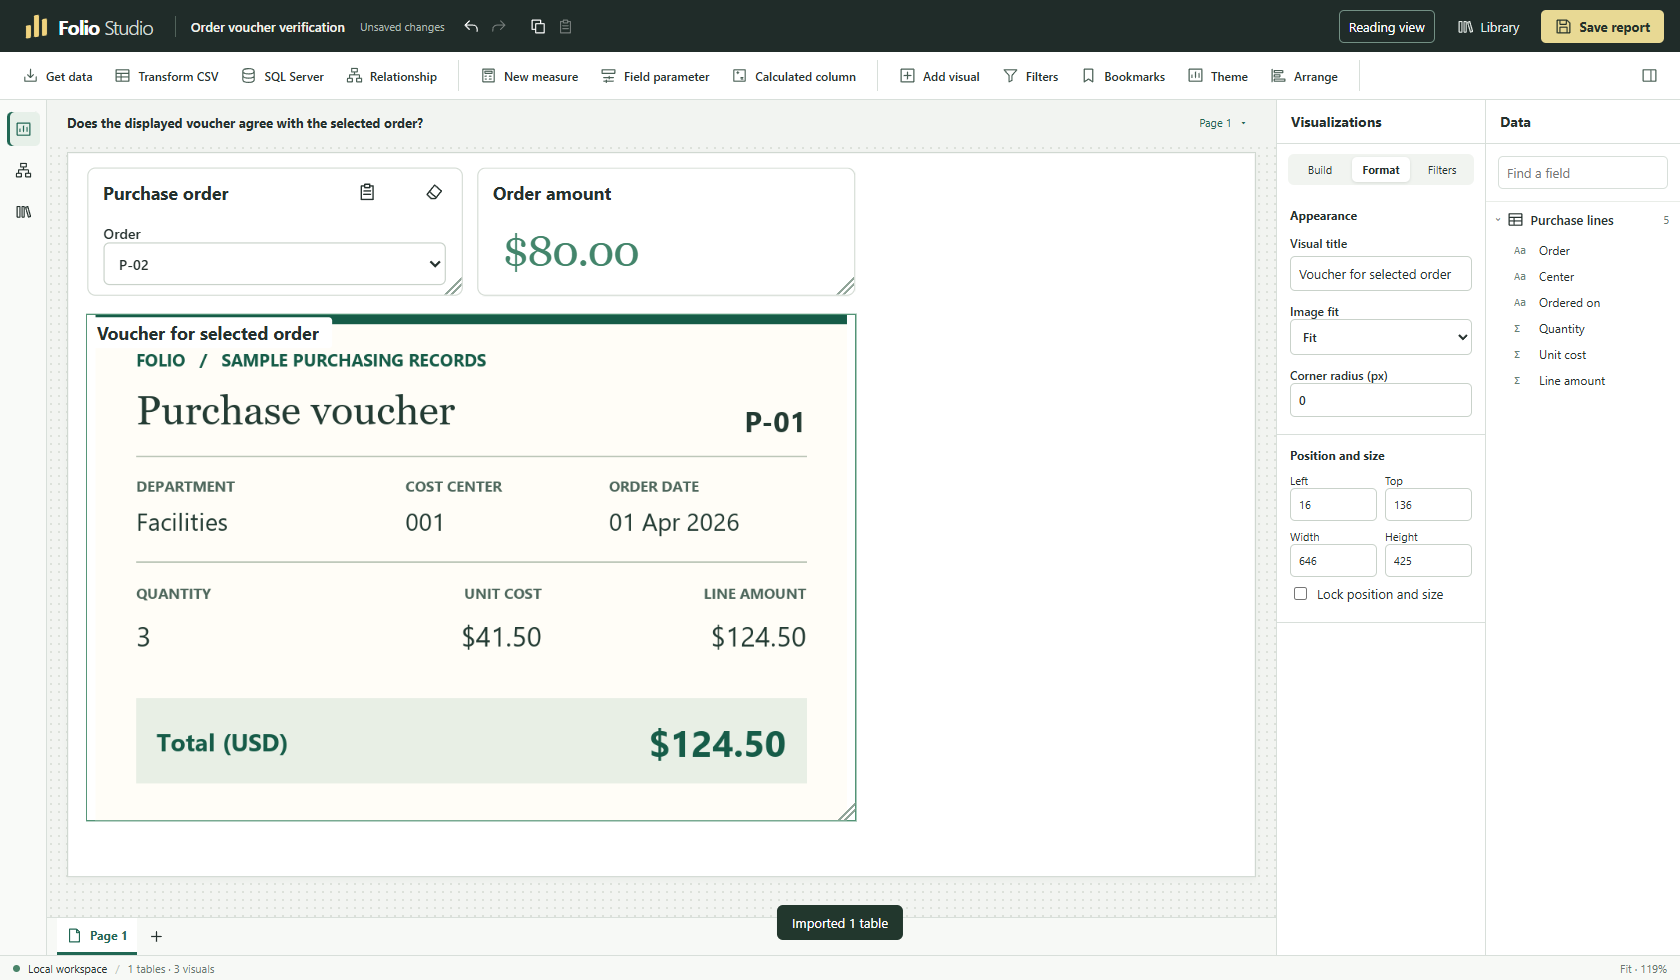 Folio Studio
Order voucher verification
Unsaved changes
Reading view
Library
Save report
Get data
Transform CSV
SQL Server
Relationship
New measure
Field parameter
Calculated column
Add visual
Filters
Bookmarks
Theme
Arrange
Does the displayed voucher agree with the selected order?
Page 1
Purchase order
Order
P-02
Order amount
$80.00
Voucher for selected order
FOLIO / SAMPLE PURCHASING RECORDS
Purchase voucher
P-01
DEPARTMENT
COST CENTER
ORDER DATE
Facilities
001
01 Apr 2026
QUANTITY
UNIT COST
LINE AMOUNT
3
$41.50
$124.50
Total (USD)
$124.50
Visualizations
Build
Format
Filters
Appearance
Visual title
Voucher for selected order
Image fit
Fit
Corner radius (px)
0
Position and size
Left
Top
16
136
Width
Height
646
425
Lock position and size
Data
Find a field
Purchase lines
5
Aa Order
Aa Center
Aa Ordered on
Σ Quantity
Σ Unit cost
Σ Line amount
Imported 1 table
Page 1
Local workspace / 1 tables · 3 visuals
Fit · 119%